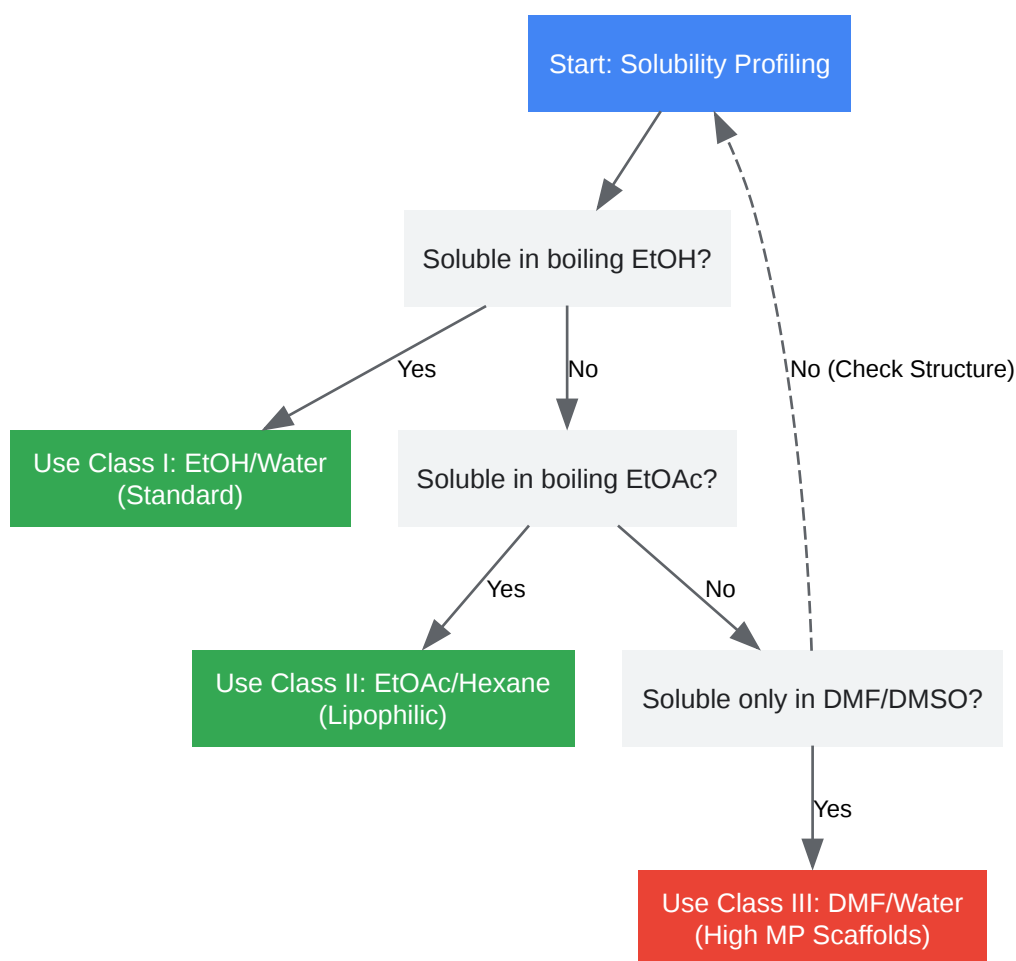 Start: Solubility Profiling
Soluble in boiling EtOH?
Yes
No
No (Check Structure)
Use Class I: EtOH/Water
(Standard)
Soluble in boiling EtOAc?
Yes
No
Use Class II: EtOAc/Hexane
(Lipophilic)
Soluble only in DMF/DMSO?
Yes
Use Class III: DMF/Water
(High MP Scaffolds)